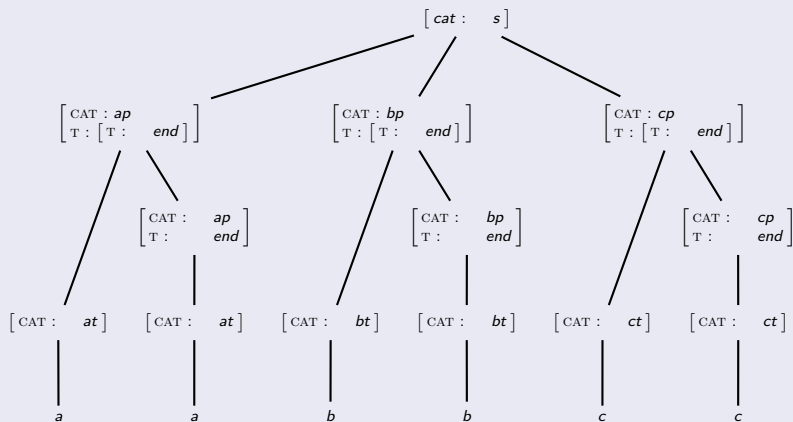 [ cat : s ]
[ CAT : ap [ CAT : bp [ CAT : cp
T : [ T : end ] ] T : [ T : end ] ] T : [ T : end ] ]
[ CAT : ap [ CAT : bp [ CAT : cp
T : end ] T : end ] T : end ]
[ CAT : at ] [ CAT : at ] [ CAT : bt ] [ CAT : bt ] [ CAT : ct ] [ CAT : ct ]
a a b b c c